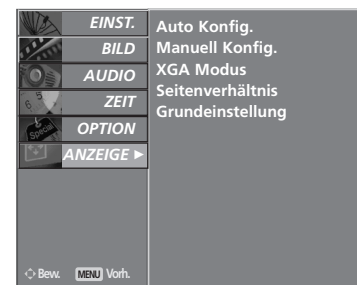 EINST.
BILD
AUDIO
ZEIT
OPTION
ANZEIGE ►
Auto Konfig.
Manuell Konfig.
XGA Modus
Seitenverhältnis
Grundeinstellung
Bew. MENU Vorh.